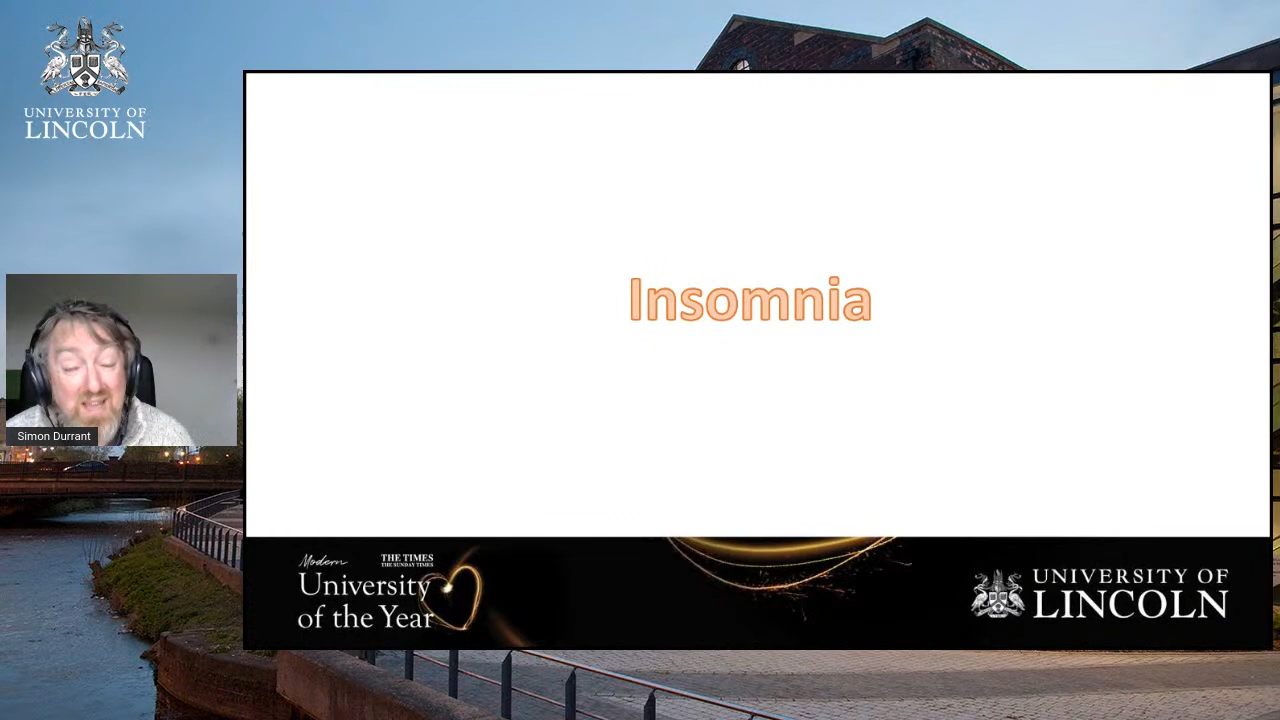 UNIVERSITY OF
LINCOLN
Insomnia
Simon Durrant
Modern
THE TIMES
THE SUNDAY TIMES
University
of the Year
UNIVERSITY OF
LINCOLN